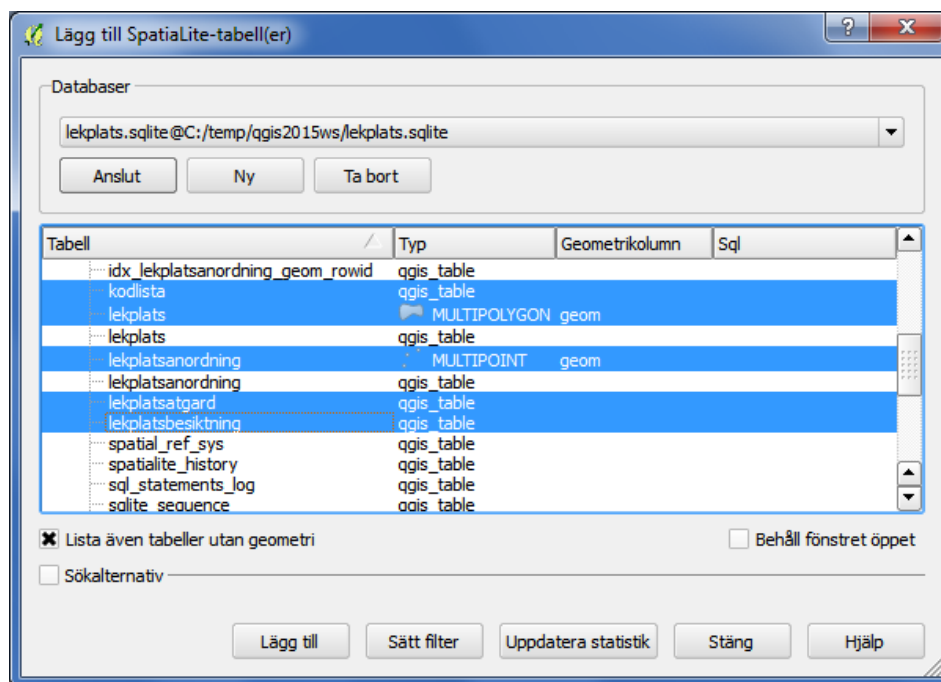 Lägg till SpatiaLite-tabell(er)
Databaser
lekplats.sqlite@C:/temp/qgis2015ws/lekplats.sqlite
Anslut Ny Ta bort
Tabell Typ Geometrikolumn Sql
idx_lekplatsanordning_geom_rowid qgis_table
kodlista qgis_table
lekplats MULTIPOLYGON geom
lekplats qgis_table
lekplatsanordning MULTIPOINT geom
lekplatsanordning qgis_table
lekplatsatgard qgis_table
lekplatsbesiktning qgis_table
spatial_ref_sys qgis_table
spatialite_history qgis_table
sql_statements_log qgis_table
sqlite_sequence qgis_table
Lista även tabeller utan geometri Behåll fönstret öppet
Sökalternativ
Lägg till Sätt filter Uppdatera statistik Stäng Hjälp